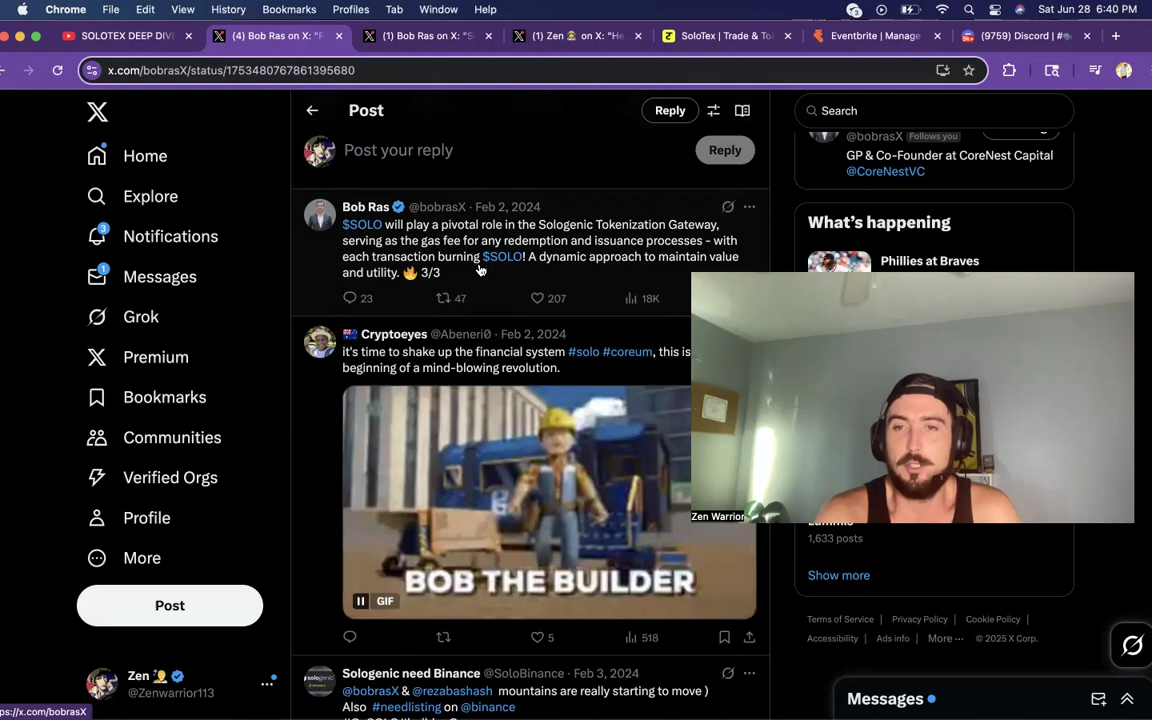 Chrome File Edit View History Bookmarks Profiles Tab Window Help
3
Sat Jun 28 6:40 PM
SOLOTEX DEEP DIV
(4) Bob Ras on X: "
(1) Bob Ras on X: "S
(1) Zen on X: "He
SoloTex | Trade & To
Eventbrite | Manage
(9759) Discord | #
x.com/bobrasX/status/1753480767861395680
Home
Explore
3
Notifications
1
Messages
Grok
Premium
Bookmarks
Communities
Verified Orgs
Profile
More
Post
Zen
@Zenwarrior113
ps://x.com/bobrasX
Post
Reply
Post your reply
Reply
Bob Ras @bobrasX · Feb 2, 2024
$SOLO will play a pivotal role in the Sologenic Tokenization Gateway,
serving as the gas fee for any redemption and issuance processes - with
each transaction burning $SOLO! A dynamic approach to maintain value
and utility. 🔥 3/3
23 47 207 18K
Cryptoeyes @Abeneri0 · Feb 2, 2024
it's time to shake up the financial system #solo #coreum, this is
beginning of a mind-blowing revolution.
BOB THE BUILDER
GIF
5 518
Sologenic need Binance @SoloBinance · Feb 3, 2024
@bobrasX & @rezabashash mountains are really starting to move )
Also #needlisting on @binance
Search
@bobrasX Follows you
GP & Co-Founder at CoreNest Capital
@CoreNestVC
What's happening
Phillies at Braves
Zen Warrior
1,633 posts
Show more
Terms of Service | Privacy Policy | Cookie Policy |
Accessibility | Ads info | More ··· © 2025 X Corp.
Messages